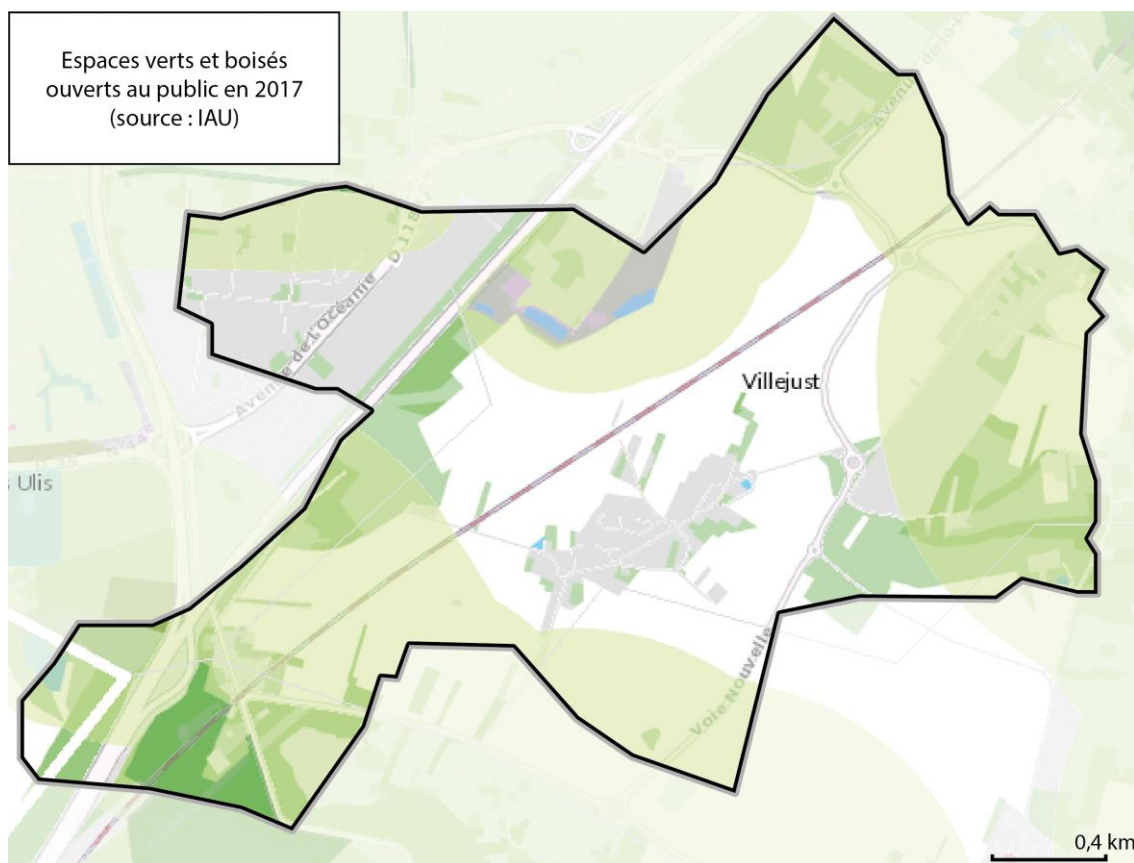 Espaces verts et boisés
ouverts au public en 2017
(source : IAU)
D 118
Avenue de l'Océanie
Villejust
s Ulis
Voie Nouvelle
0,4 km